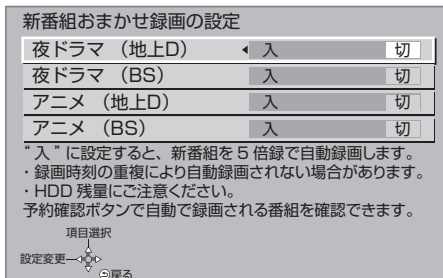 新番組おまかせ録画の設定
夜ドラマ （地上D） 入 切
夜ドラマ （BS） 入 切
アニメ （地上D） 入 切
アニメ （BS） 入 切
“入”に設定すると、新番組を5倍録で自動録画します。
・録画時刻の重複により自動録画されない場合があります。
・HDD 残量にご注意ください。
予約確認ボタンで自動で録画される番組を確認できます。
項目選択
設定変更
戻る